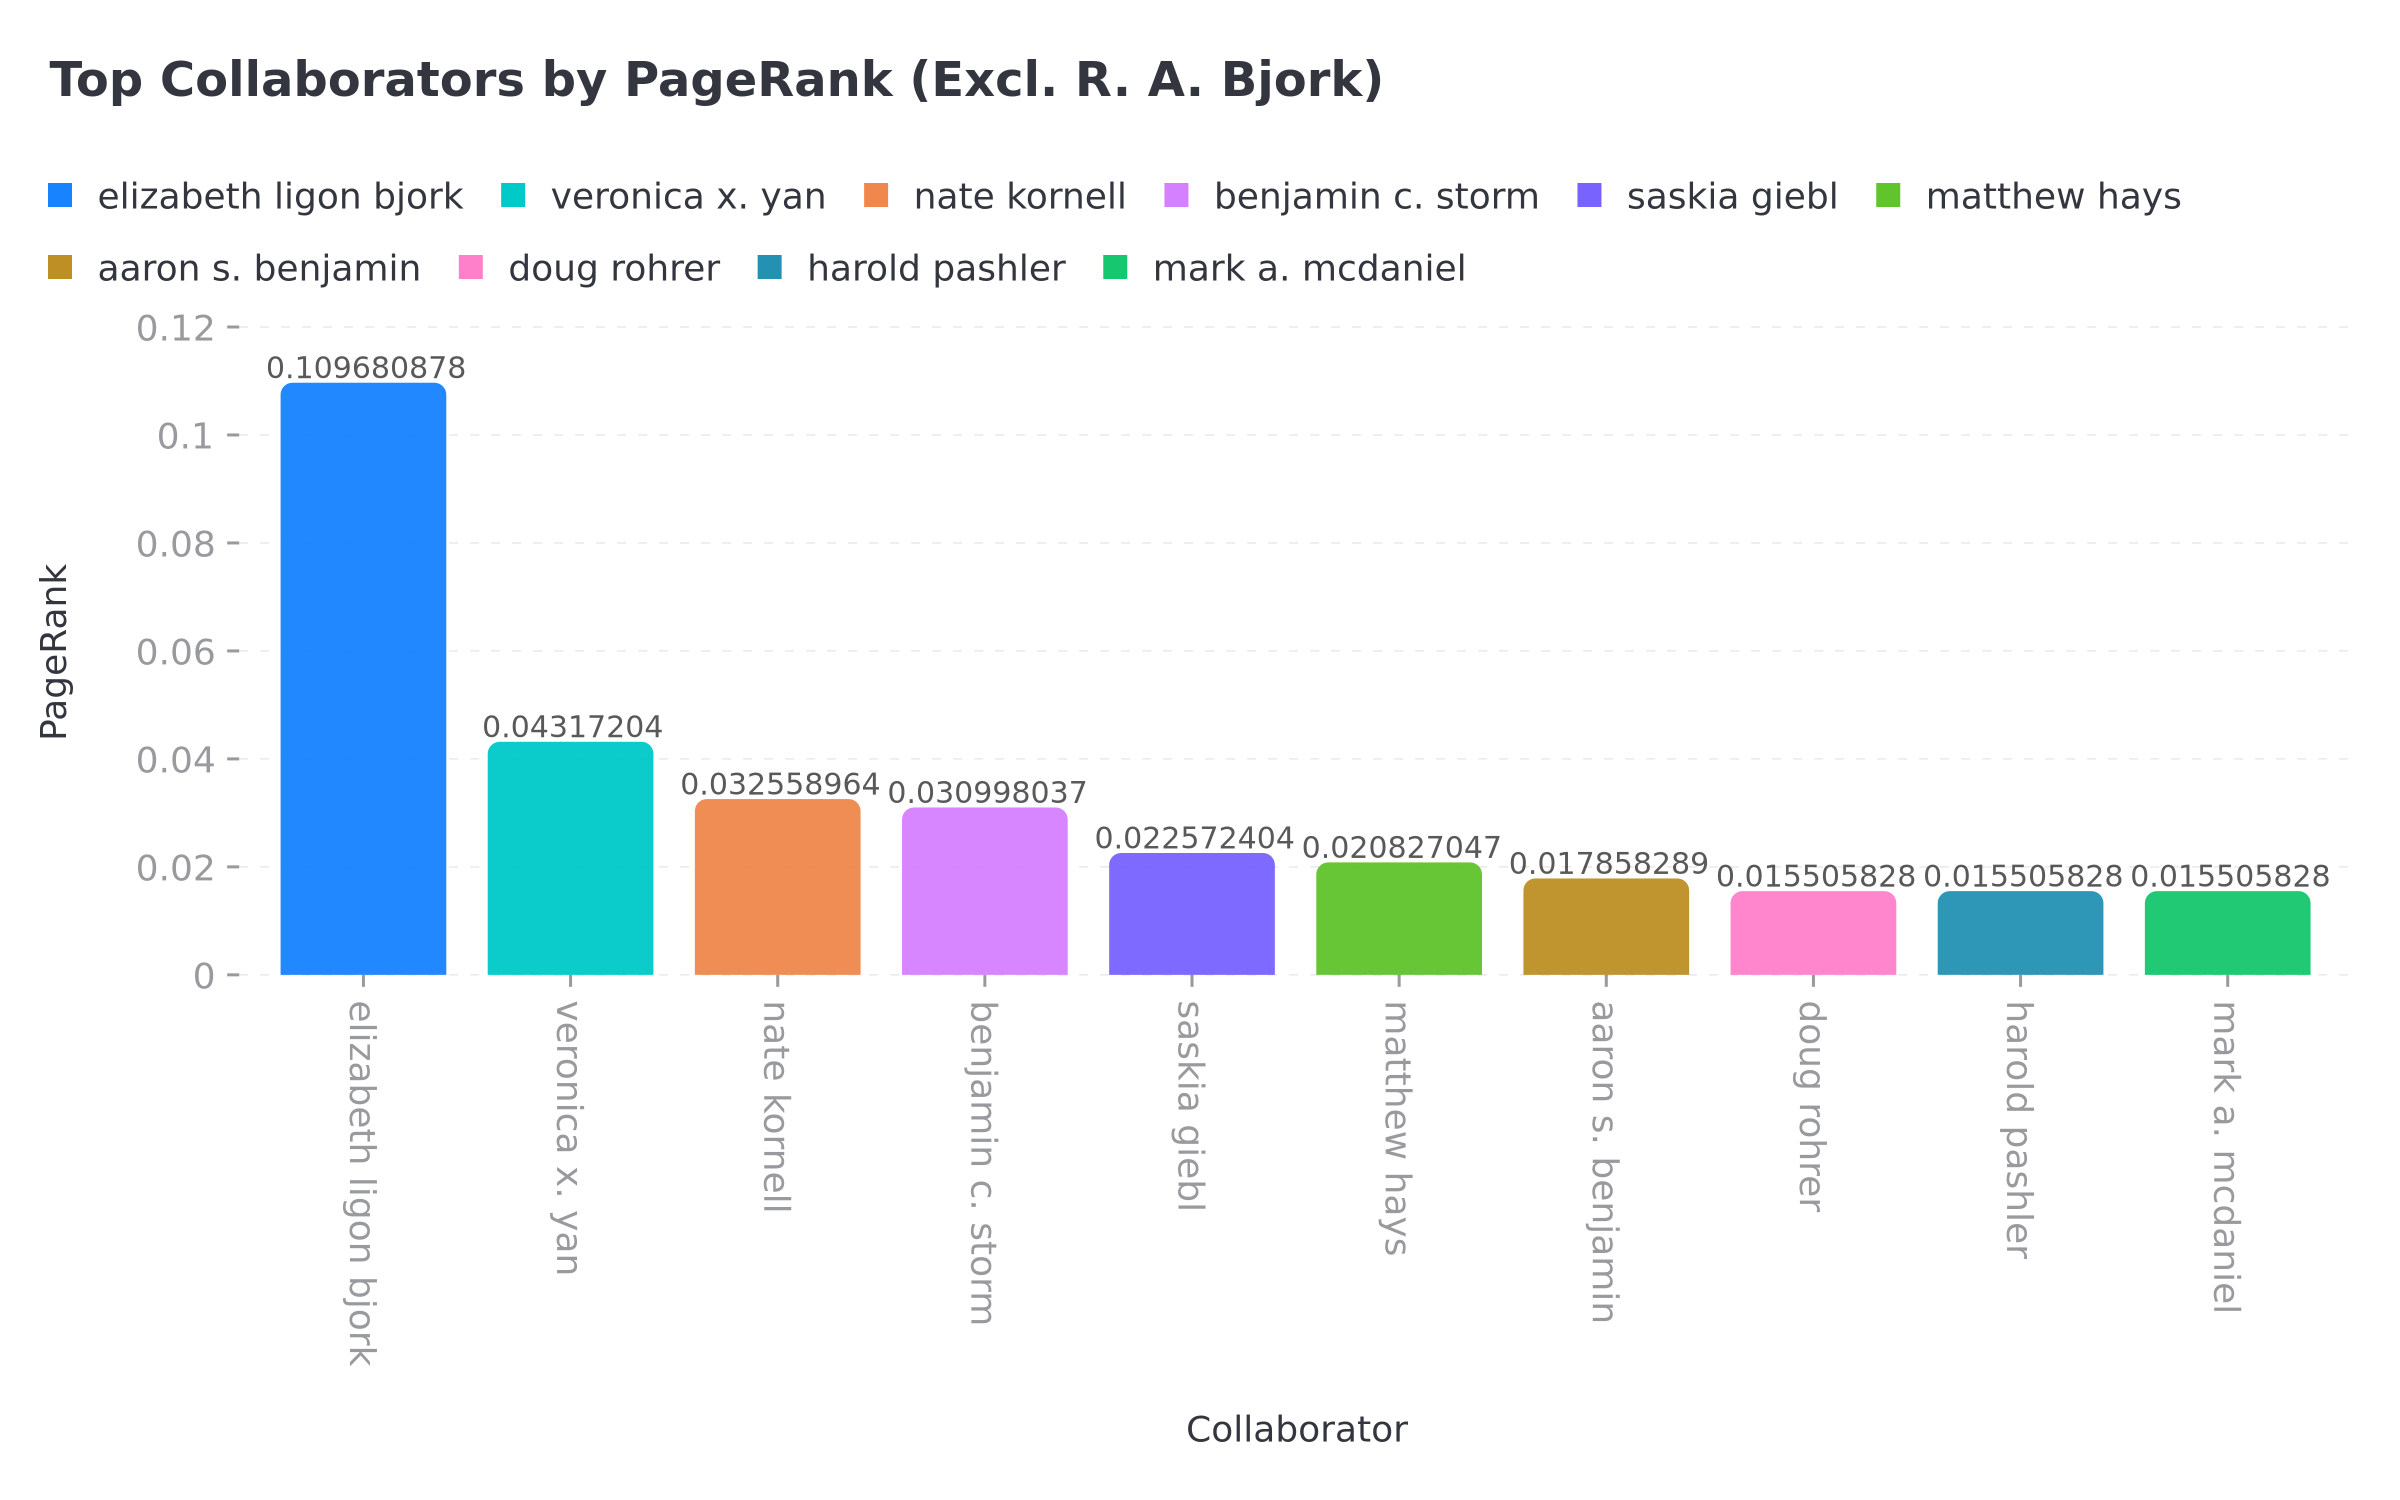 Top Collaborators by PageRank (Excl. R. A. Bjork)
elizabeth ligon bjork veronica x. yan nate kornell benjamin c. storm saskia giebl matthew hays
aaron s. benjamin doug rohrer harold pashler mark a. mcdaniel
PageRank
0.12
0.1
0.08
0.06
0.04
0.02
0
0.109680878
0.04317204
0.032558964
0.030998037
0.022572404
0.020827047
0.017858289
0.015505828
0.015505828
0.015505828
elizabeth ligon bjork
veronica x. yan
nate kornell
benjamin c. storm
saskia giebl
matthew hays
aaron s. benjamin
doug rohrer
harold pashler
mark a. mcdaniel
Collaborator